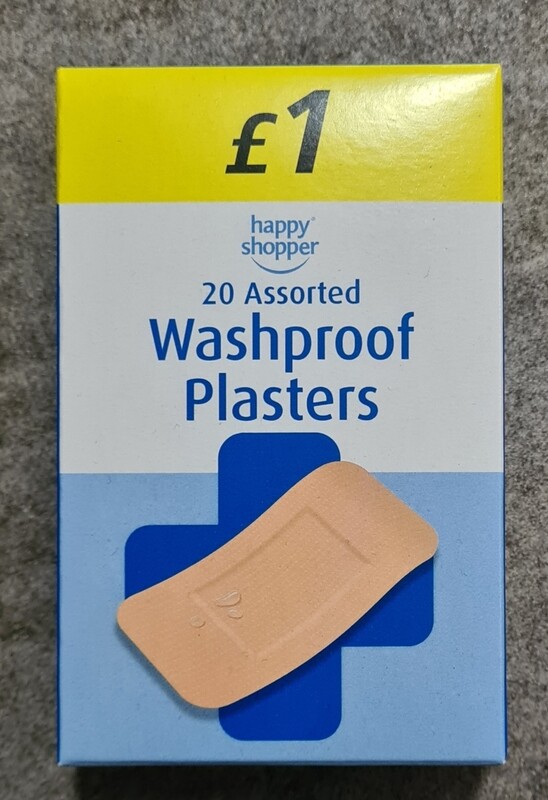 £1
happy®
shopper
20 Assorted
Washproof
Plasters